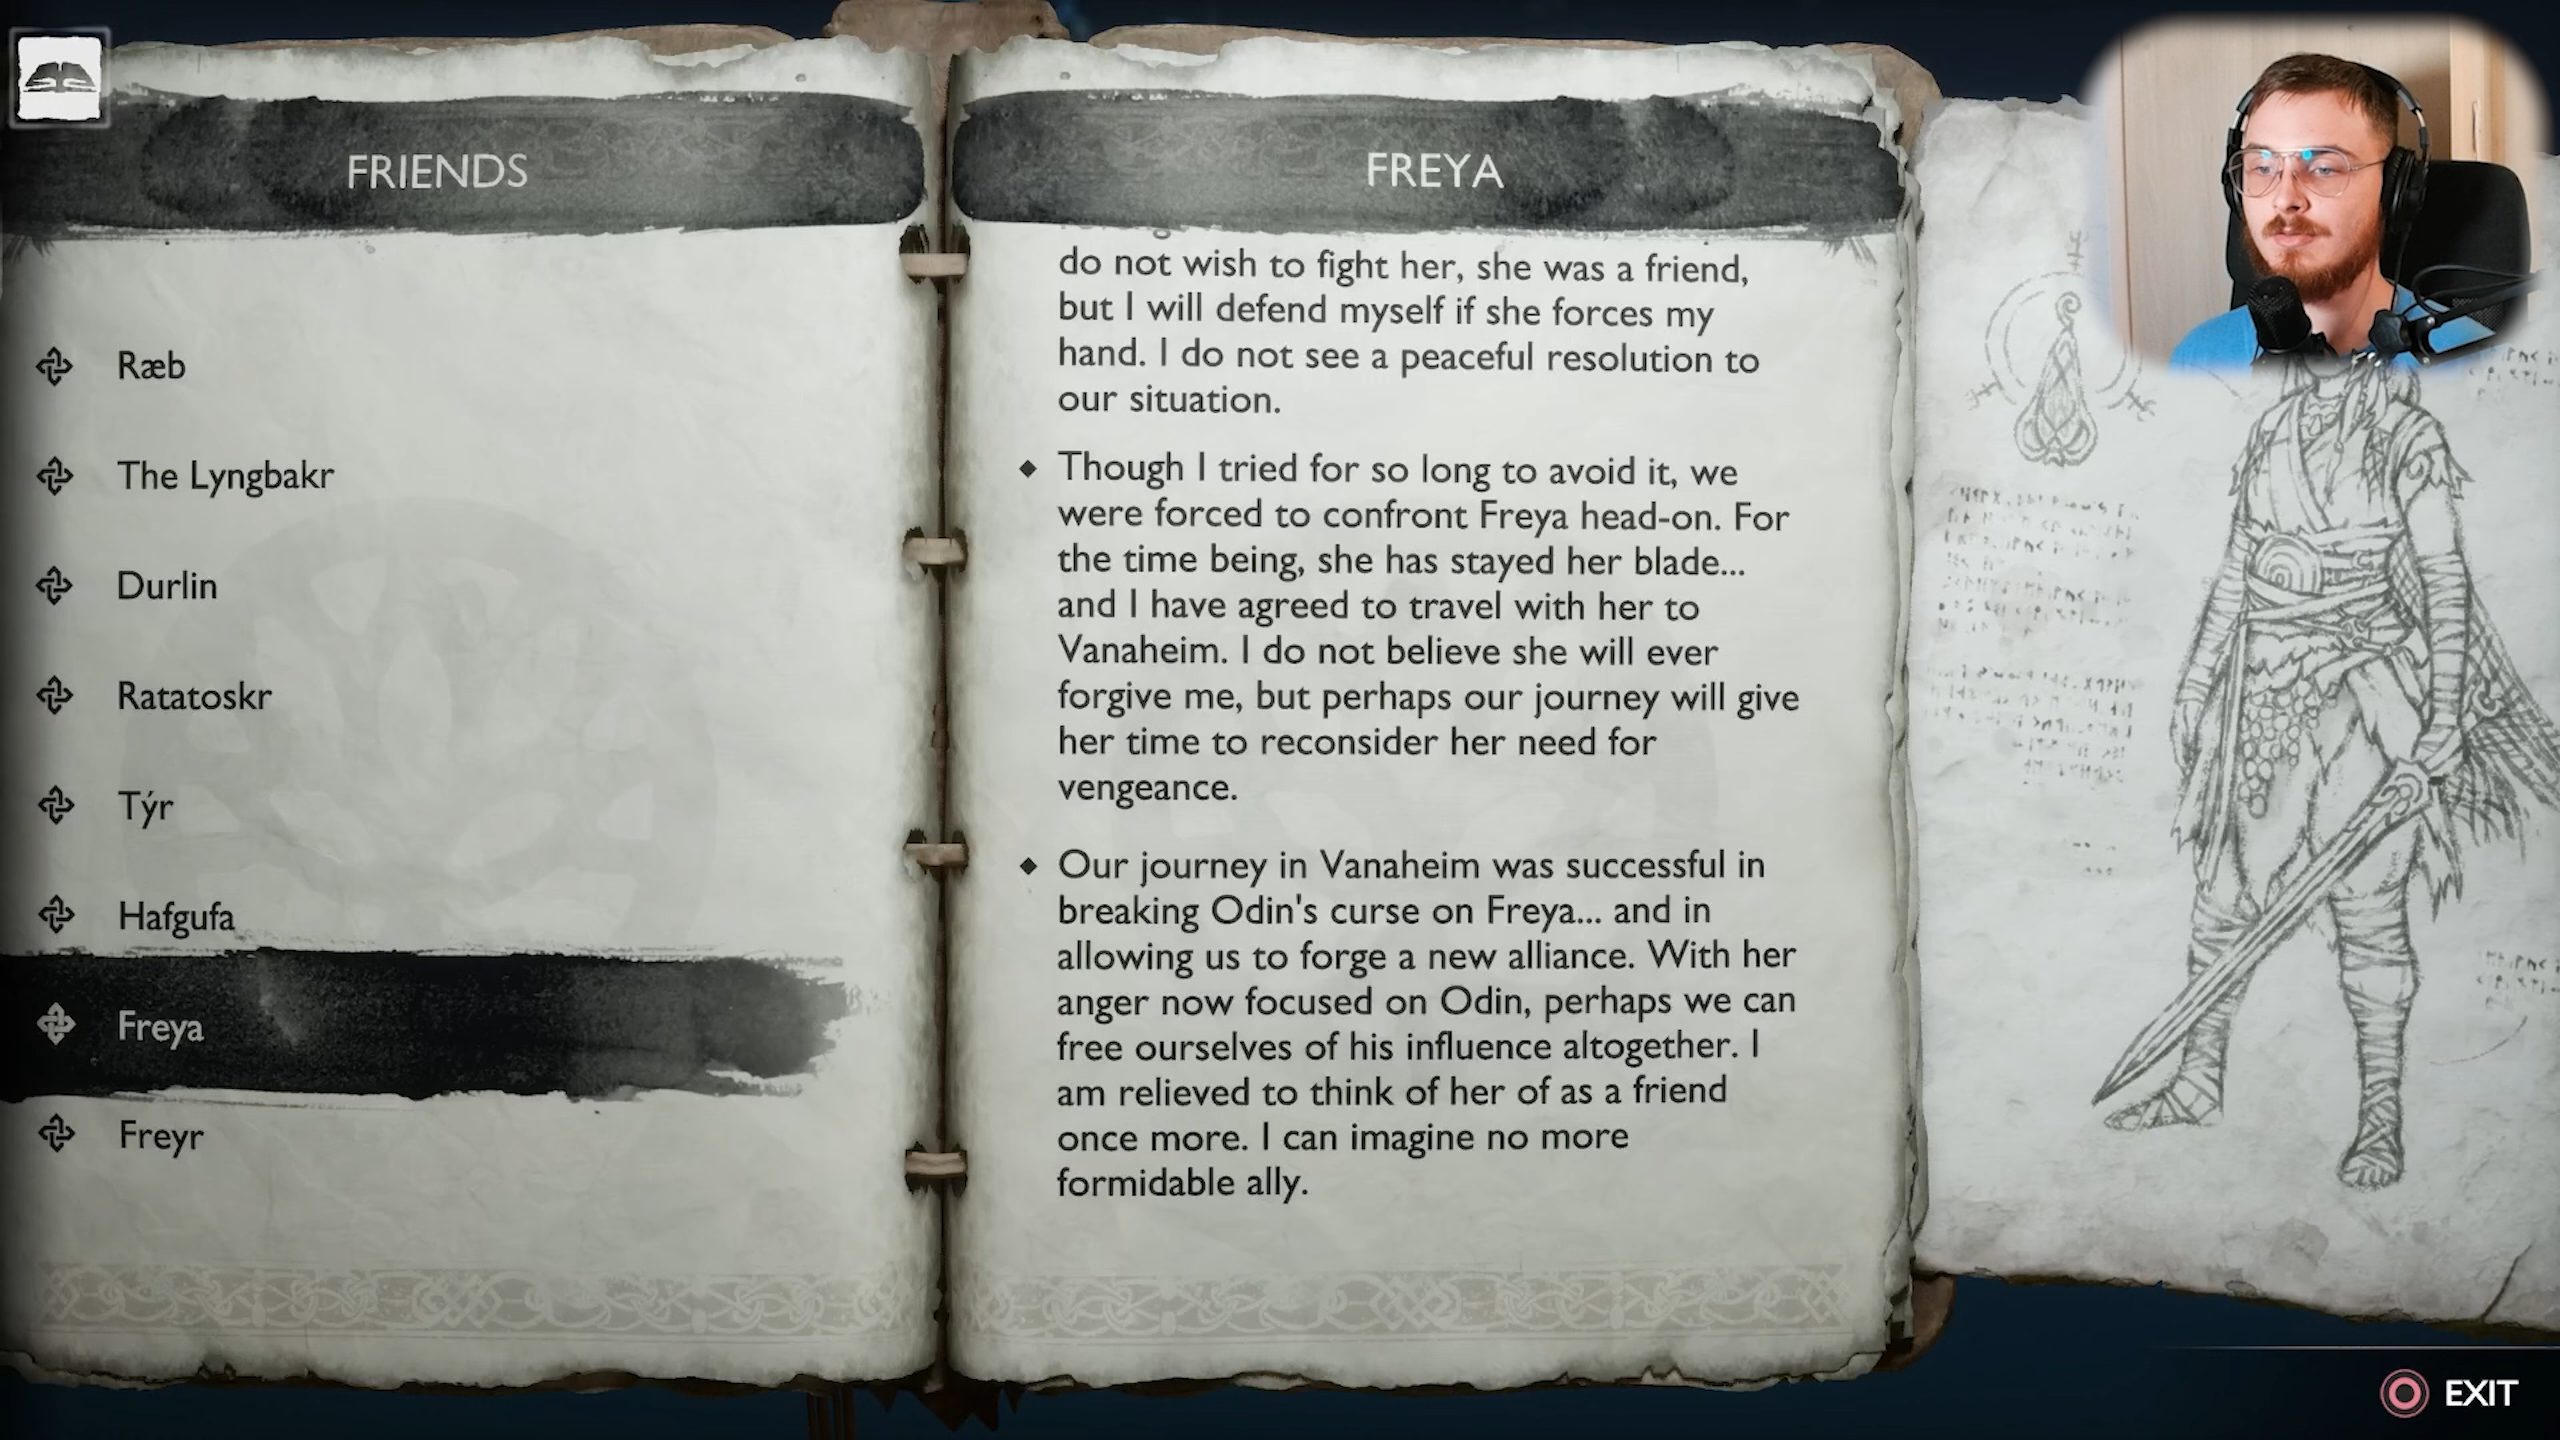 FRIENDS
Ræb
The Lyngbakr
Durlin
Ratatoskr
Týr
Hafgufa
Freya
Freyr
FREYA
do not wish to fight her, she was a friend,
but I will defend myself if she forces my
hand. I do not see a peaceful resolution to
our situation.
◆ Though I tried for so long to avoid it, we
were forced to confront Freya head-on. For
the time being, she has stayed her blade...
and I have agreed to travel with her to
Vanaheim. I do not believe she will ever
forgive me, but perhaps our journey will give
her time to reconsider her need for
vengeance.
◆ Our journey in Vanaheim was successful in
breaking Odin's curse on Freya... and in
allowing us to forge a new alliance. With her
anger now focused on Odin, perhaps we can
free ourselves of his influence altogether. I
am relieved to think of her of as a friend
once more. I can imagine no more
formidable ally.
EXIT